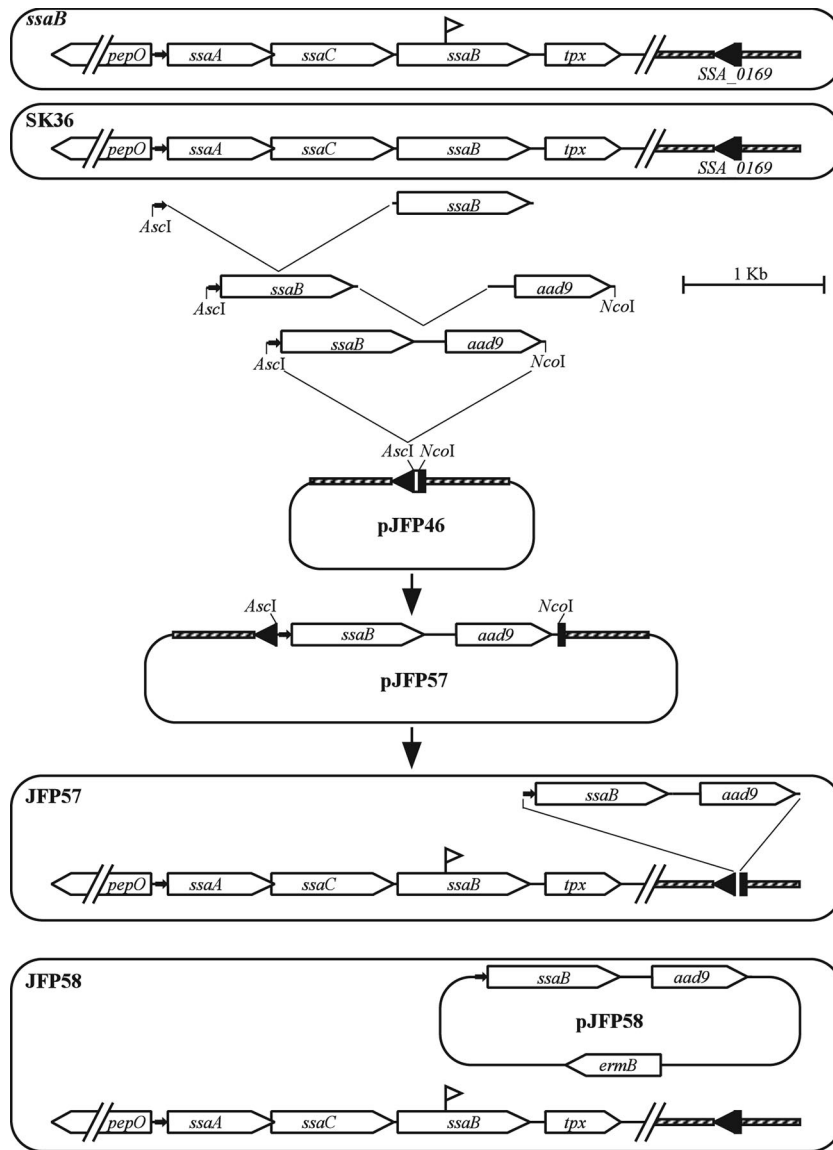 ssaB
pepO ssaA ssaC ssaB tpx
SSA_0169
SK36
pepO ssaA ssaC ssaB tpx
SSA_0169
ssaB
AscI
1 Kb
ssaB aad9
AscI NcoI
ssaB aad9
AscI NcoI
AscI NcoI
pJFP46
AscI NcoI
ssaB aad9
pJFP57
JFP57
ssaB aad9
pepO ssaA ssaC ssaB tpx
JFP58
ssaB aad9
pJFP58
ermB
pepO ssaA ssaC ssaB tpx